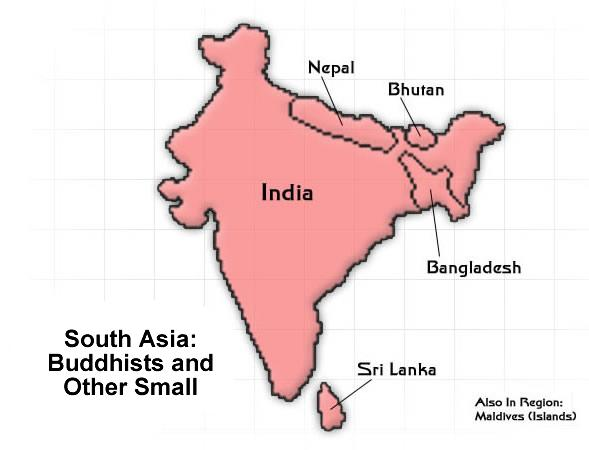 Nepal
Bhutan
India
Bangladesh
South Asia:
Buddhists and
Other Small
Sri Lanka
Also In Region:
Maldives (Islands)